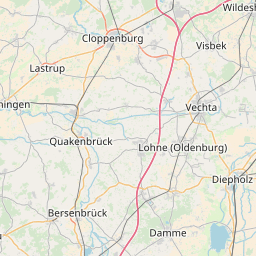 Wildesh
Cloppenburg
Visbek
Lastrup
ningen
Vechta
Quakenbrück
Lohne (Oldenburg)
Diepholz
Bersenbrück
Damme